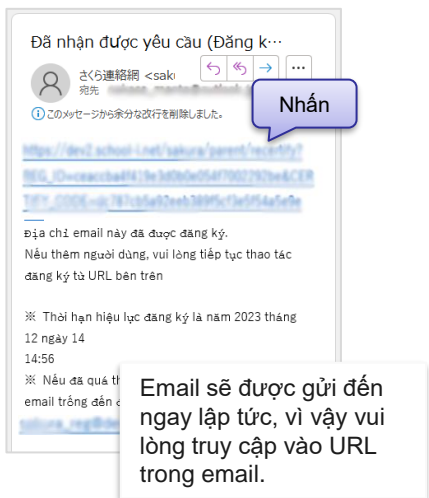 Đã nhận được yêu cầu (Đăng k…
さくら連絡網 <saku
宛先
このメッセージから余分な改行を削除しました。
Nhấn
Địa chỉ email này đã được đăng ký.
Nếu thêm người dùng, vui lòng tiếp tục thao tác
đăng ký từ URL bên trên
※ Thời hạn hiệu lực đăng ký là năm 2023 tháng
12 ngày 14
14:56
※ Nếu đã quá th
email trống đến
Email sẽ được gửi đến
ngay lập tức, vì vậy vui
lòng truy cập vào URL
trong email.